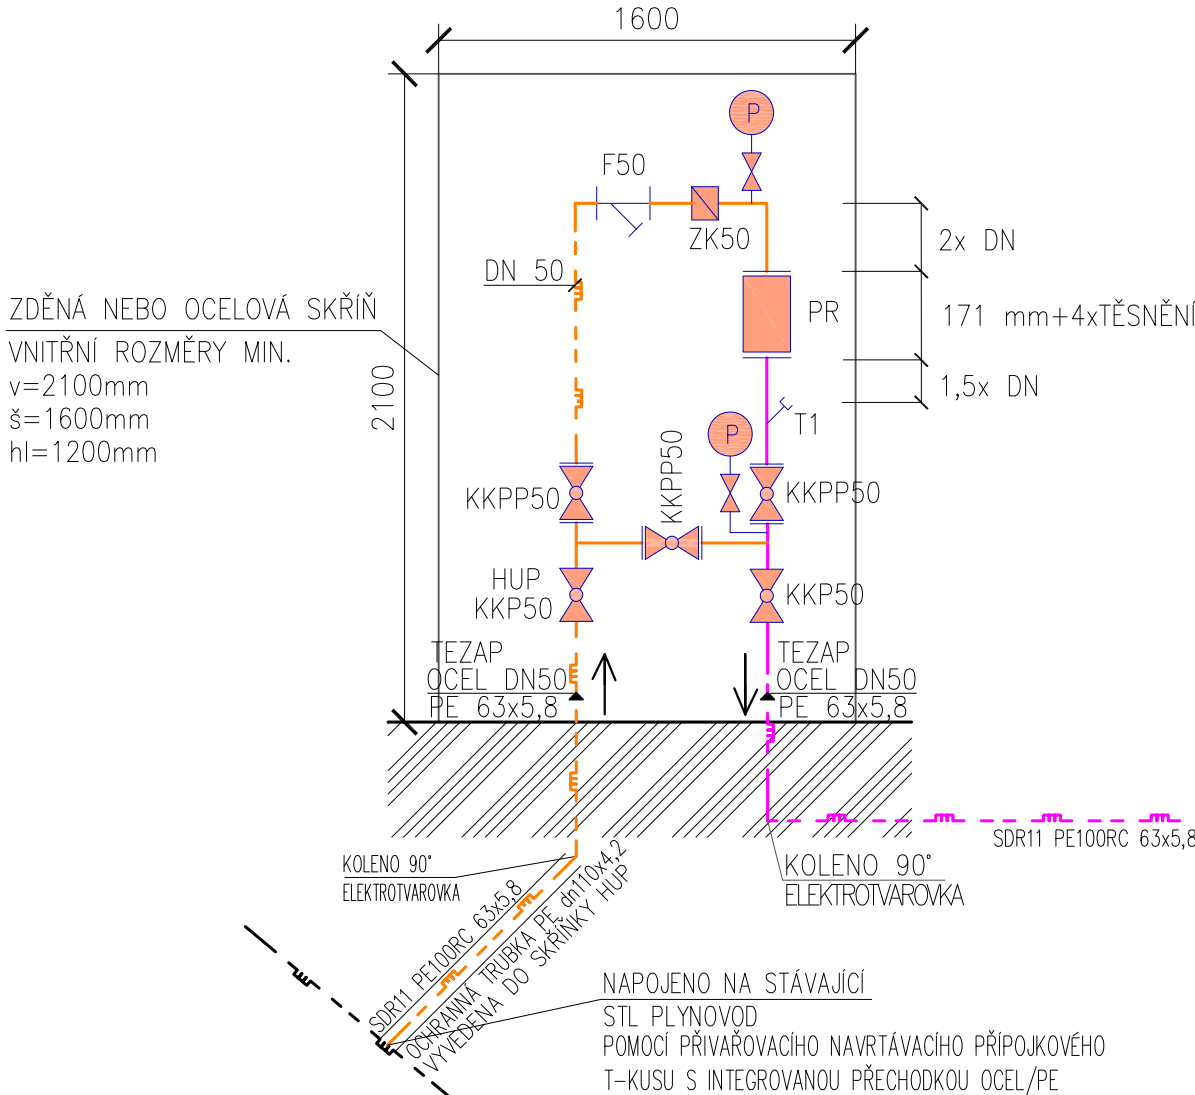 1600
P
F50
ZK50
2x DN
DN 50
ZDĚNÁ NEBO OCELOVÁ SKŘÍŇ
VNITŘNÍ ROZMĚRY MIN.
v=2100mm
š=1600mm
hl=1200mm
2100
PR
171 mm+4xTĚSNĚNÍ
1,5x DN
T1
P
KKPP50
KKPP50
KKPP50
HUP
KKP50
KKP50
TEZAP
OCEL DN50
PE 63x5,8
TEZAP
OCEL DN50
PE 63x5,8
SDR11 PE100RC 63x5,8
KOLENO 90°
ELEKTROTVAROVKA
KOLENO 90°
ELEKTROTVAROVKA
SDR11 PE100RC 63x5,8
OCHRANNÁ TRUBKA PE dn110x4,2
VYVEDENA DO SKŘÍŇKY HUP
NAPOJENO NA STÁVAJÍCÍ
STL PLYNOVOD
POMOCÍ PŘIVAŘOVACÍHO NAVRTÁVACÍHO PŘÍPOJKOVÉHO
T-KUSU S INTEGROVANOU PŘECHODKOU OCEL/PE